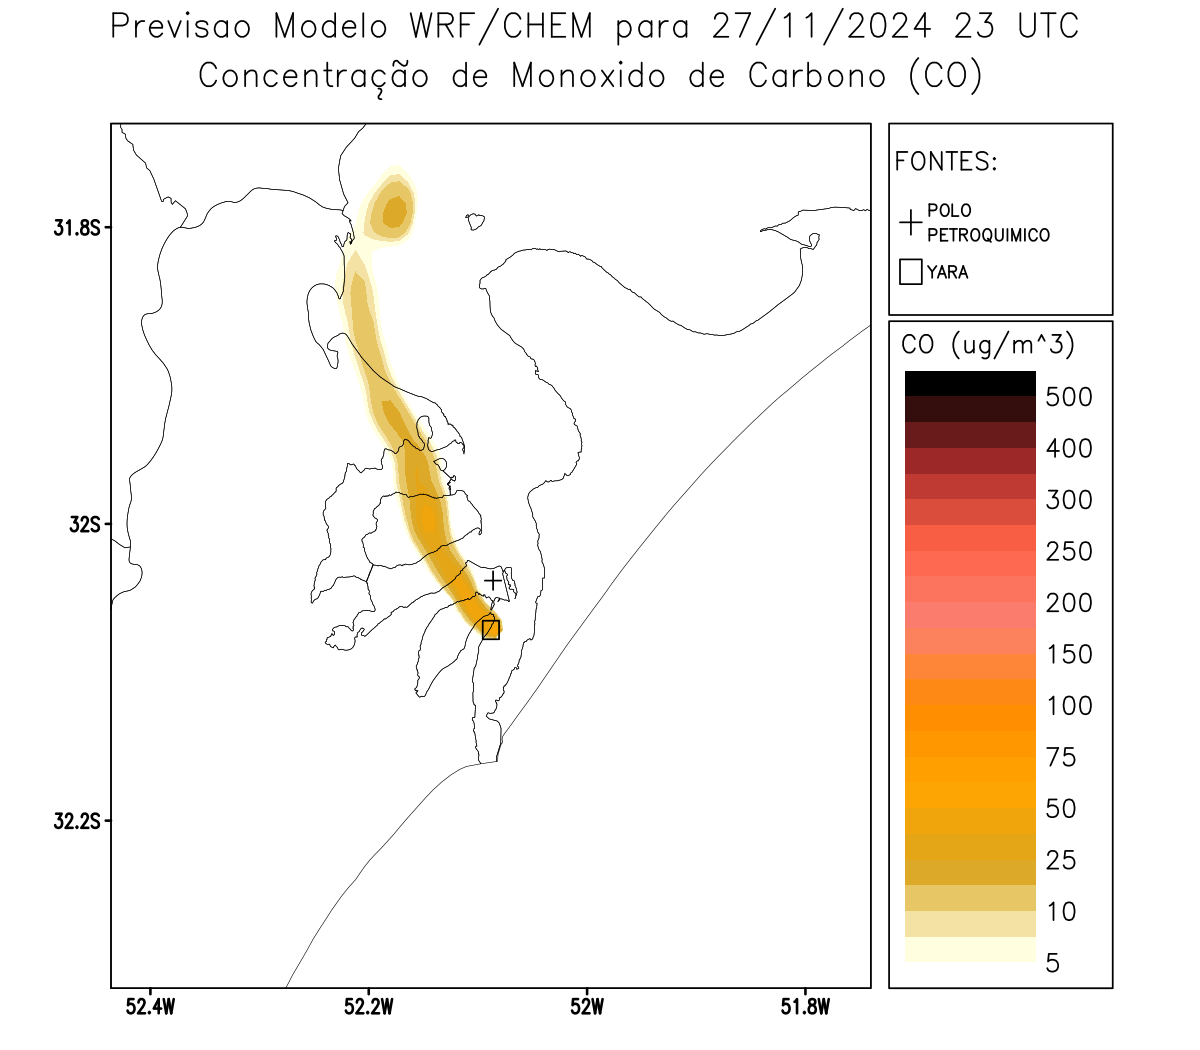 Previsao Modelo WRF/CHEM para 27/11/2024 23 UTC
Concentração de Monoxido de Carbono (CO)
FONTES:
POLO
PETROQUIMICO
YARA
CO (ug/m^3)
500
400
300
250
200
150
100
75
50
25
10
5
31.8S
32S
32.2S
52.4W
52.2W
52W
51.8W